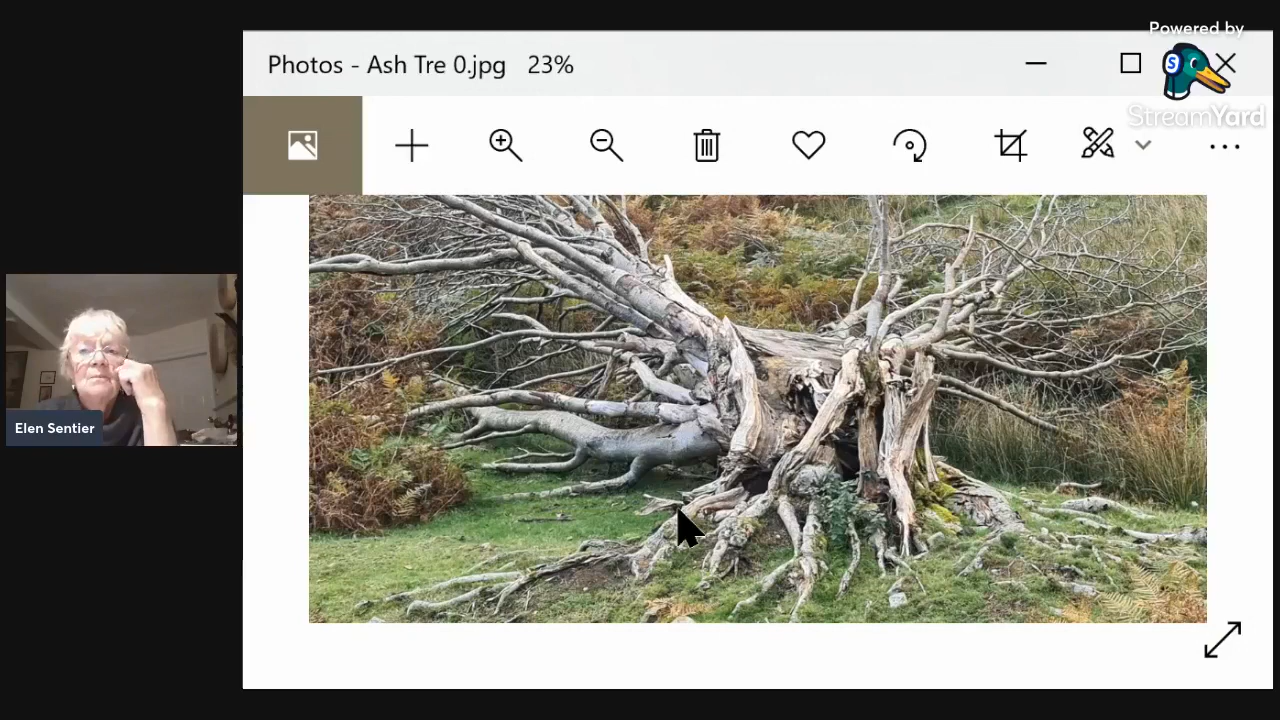 Powered by
StreamYard
Photos - Ash Tre 0.jpg 23%
S
Elen Sentier